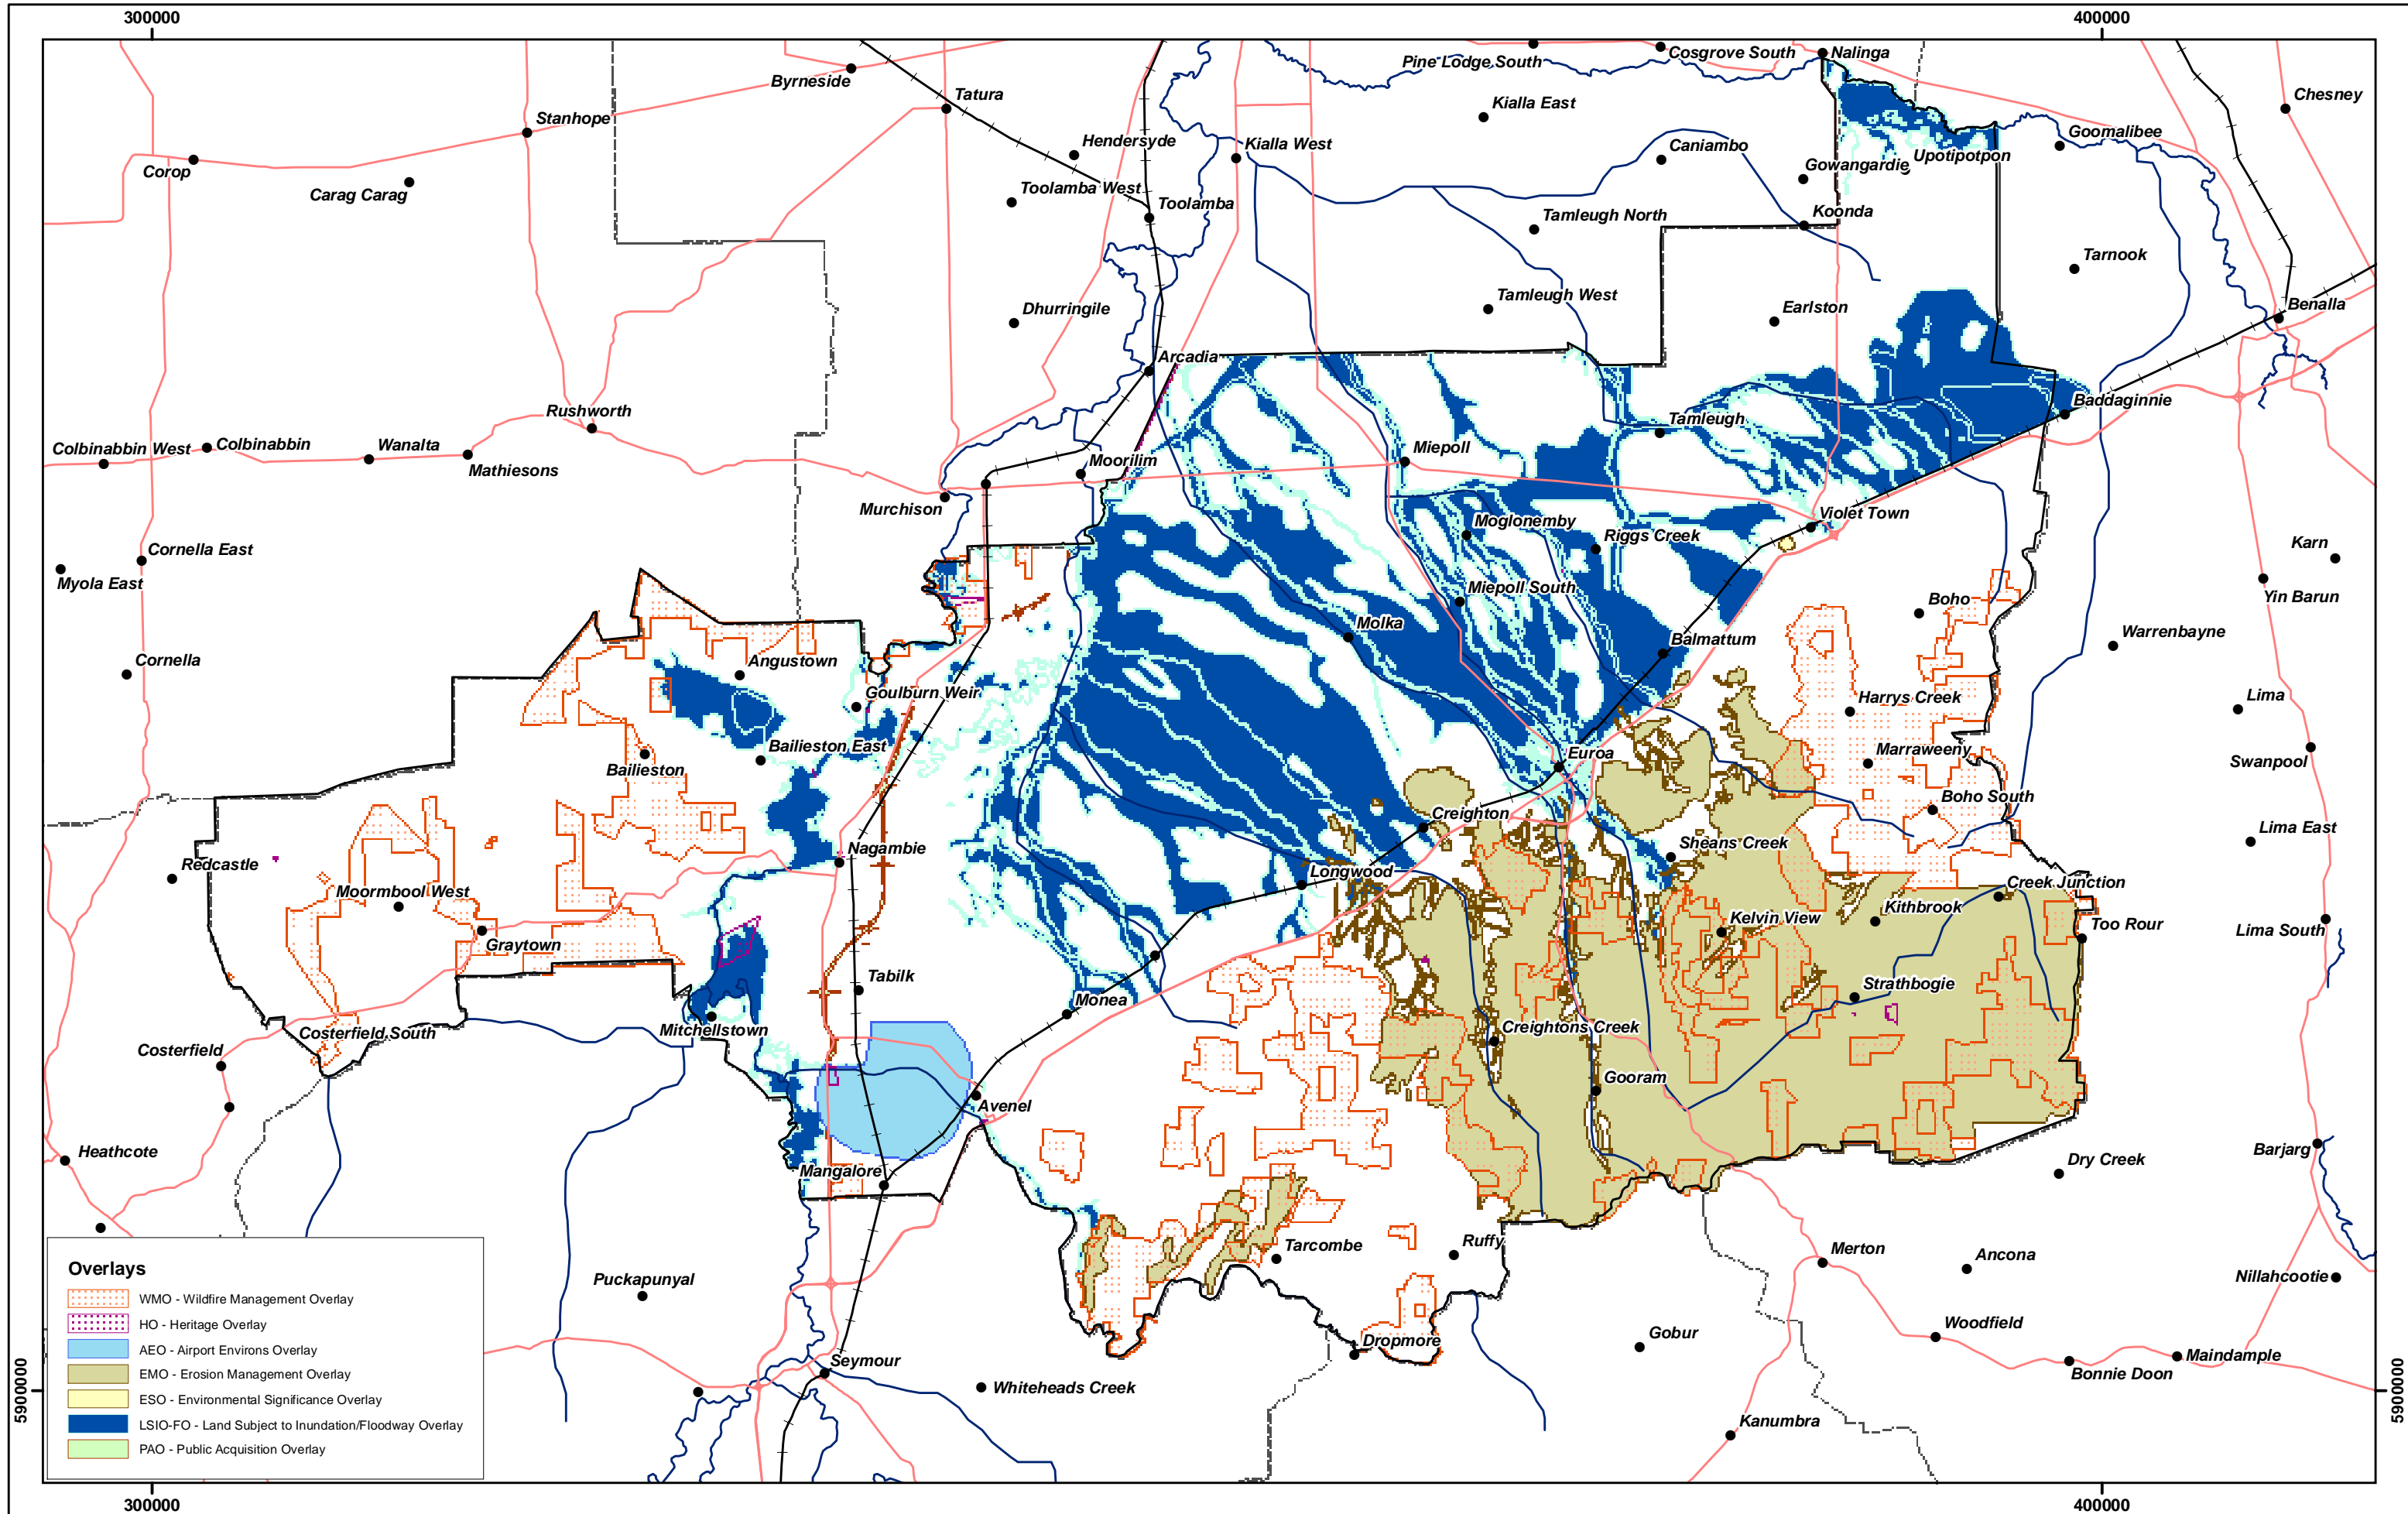 300000
400000
Pine Lodge South
Cosgrove South
Nalinga
Byrneside
Tatura
Kialla East
Chesney
Stanhope
Hendersyde
Kialla West
Caniambo
Goomalibee
Corop
Carag Carag
Gowangardie
Upotipotpon
Toolamba West
Toolamba
Tamleugh North
Koonda
Tarnook
Dhurringile
Tamleugh West
Earlston
Benalla
Arcadia
Rushworth
Baddaginnie
Colbinabbin West
Colbinabbin
Wanalta
Mathiesons
Moorilim
Miepoll
Tamleugh
Murchison
Moglonemby
Riggs Creek
Violet Town
Cornella East
Myola East
Karn
Yin Barun
Miepoll South
Boho
Molka
Balmattum
Warrenbayne
Cornella
Angustown
Goulburn Weir
Harrys Creek
Lima
Bailieston East
Bailieston
Euroa
Marraweeny
Swanpool
Boho South
Creighton
Lima East
Redcastle
Nagambie
Sheans Creek
Moormbool West
Longwood
Creek Junction
Graytown
Kelvin View
Kithbrook
Too Rour
Lima South
Tabilk
Strathbogie
Monea
Mitchellstown
Costerfield South
Creightons Creek
Costerfield
Gooram
Avenel
Heathcote
Mangalore
Dry Creek
Barjarg
Tarcombe
Ruffy
Merton
Ancona
Puckapunyal
Nillahcootie
Dropmore
Gobur
Woodfield
Seymour
Whiteheads Creek
Bonnie Doon
Maindample
Kanumbra
Overlays
WMO - Wildfire Management Overlay
HO - Heritage Overlay
AEO - Airport Environs Overlay
EMO - Erosion Management Overlay
ESO - Environmental Significance Overlay
LSIO-FO - Land Subject to Inundation/Floodway Overlay
PAO - Public Acquisition Overlay
5900000
5900000
300000
400000